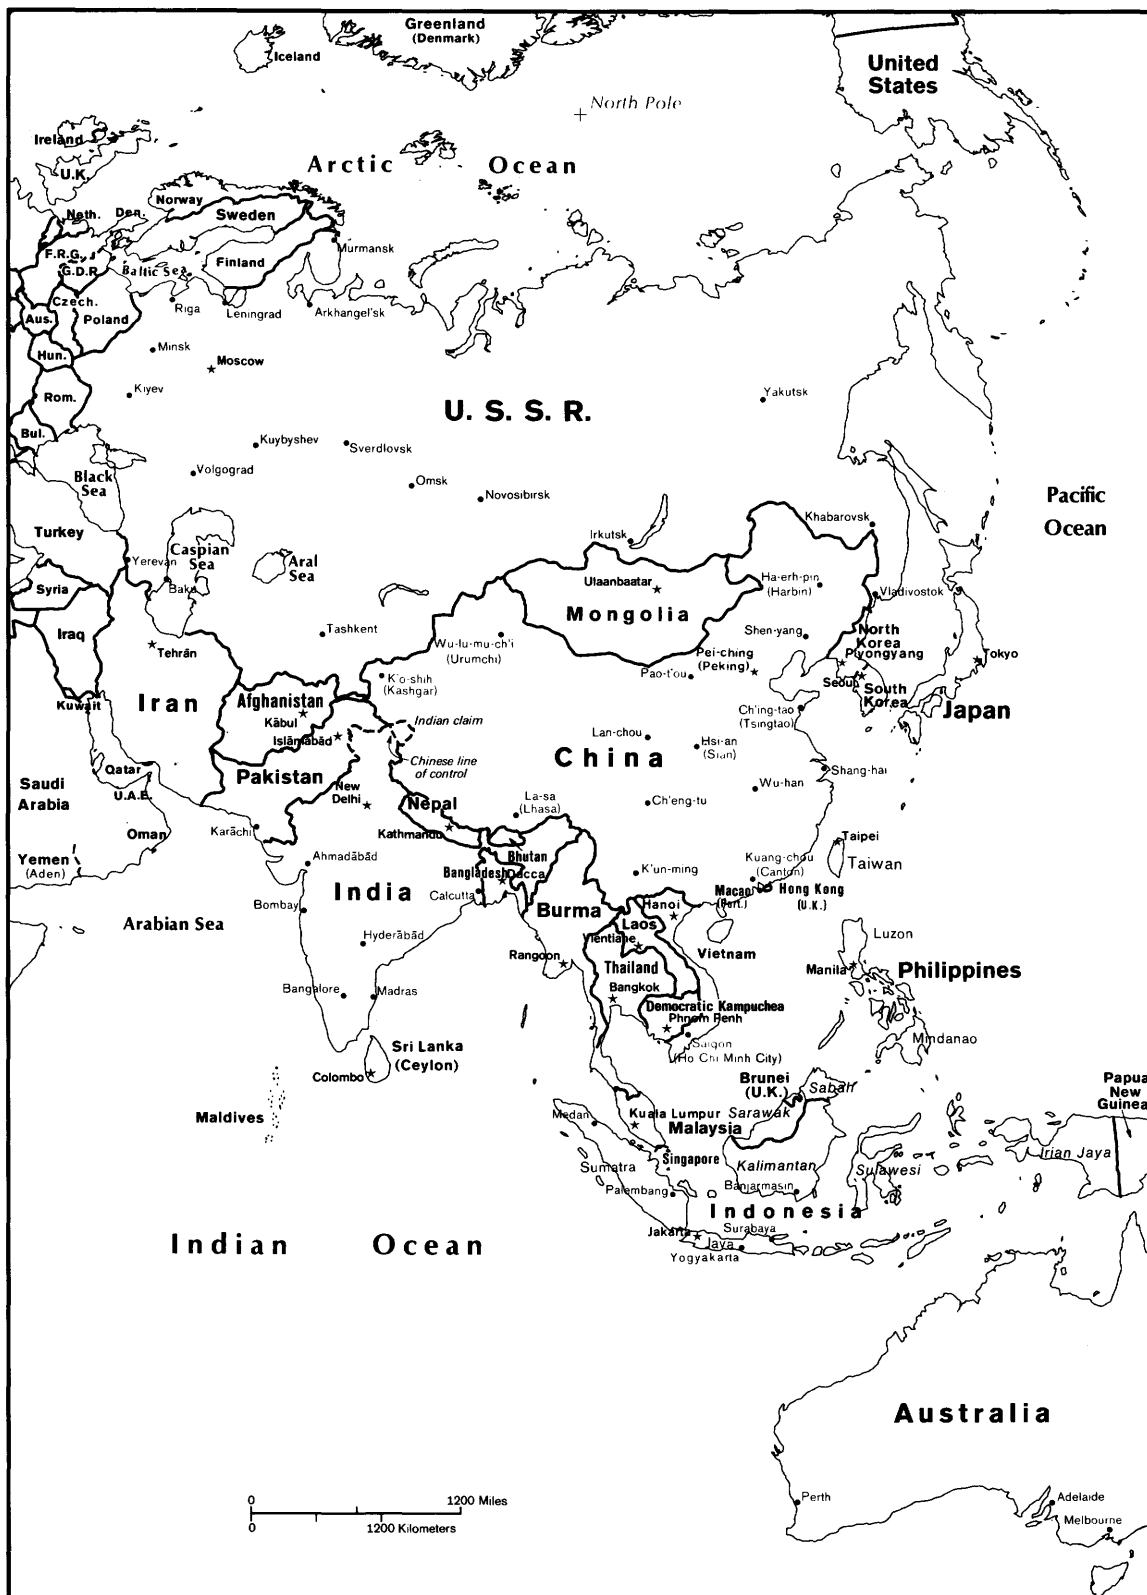 Greenland
(Denmark)
Iceland
United
States
North Pole
Ireland
Arctic Ocean
U.K.
Norway
Neth.
Den.
Sweden
F.R.G.
Murmansk
G.D.R.
Baltic Sea
Finland
Czech.
Riga
Leningrad
Arkhangel'sk
Aus.
Poland
Minsk
Hun.
Moscow
Kiyev
Yakutsk
Rom.
U. S. S. R.
Bul.
Kuybyshev
Sverdlovsk
Volgograd
Black
Sea
Omsk
Novosibirsk
Pacific
Ocean
Khabarovsk
Turkey
Irkutsk
Caspian
Sea
Aral
Sea
Yerevan
Baku
Syria
Ulaanbaatar
Ha-erh-pin
(Harbin)
Vladivostok
Mongolia
Iraq
Tashkent
Wu-lu-mu-ch'i
(Urumchi)
Shen-yang
North
Korea
Pyongyang
Tehrān
Pei-ching
(Peking)
Tokyo
K'o-shih
(Kashgar)
Pao-t'ou
Seoul
South
Korea
Iran
Afghanistan
Kuwait
Kābul
Indian claim
Ch'ing-tao
(Tsingtao)
Japan
Islāmābād
Lan-chou
Hsi-an
(Sian)
China
Chinese line
of control
Qatar
Pakistan
Shang-hai
Saudi
Arabia
U.A.E.
New
Delhi
Wu-han
La-sa
(Lhasa)
Ch'eng-tu
Nepal
Oman
Karāchi
Kathmandu
Taipei
Yemen
(Aden)
Ahmadābād
Bhutan
K'un-ming
Kuang-chou
(Canton)
Taiwan
Bangladesh
Dacca
India
Calcutta
Macao
(Port.)
Hong Kong
(U.K.)
Bombay
Burma
Hanoi
Laos
Arabian Sea
Luzon
Hyderābād
Vientiane
Vietnam
Rangoon
Thailand
Manila
Philippines
Bangalore
Madras
Bangkok
Democratic Kampuchea
Phnom Penh
Mindanao
Saigon
(Ho Chi Minh City)
Sri Lanka
(Ceylon)
Colombo
Brunei
(U.K.)
Sabah
Papua
New
Guinea
Maldives
Medan
Kuala Lumpur
Sarawak
Malaysia
Singapore
Sumatra
Kalimantan
Sulawesi
Irian Jaya
Palembang
Banjarmasin
Indonesia
Jakarta
Surabaya
Java
Yogyakarta
Indian Ocean
Australia
0 1200 Miles
0 1200 Kilometers
Perth
Adelaide
Melbourne